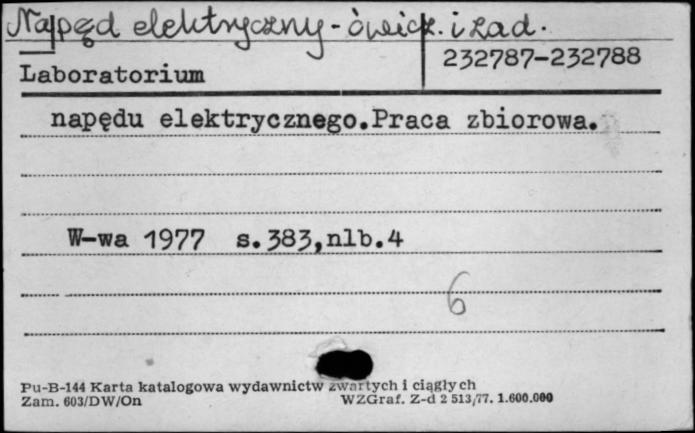 Napęd elektryczny - ćwicz. i zad.
232787-232788
Laboratorium
napędu elektrycznego.Praca zbiorowa.
W-wa 1977 s.383,nlb.4
6
Pu-B-144 Karta katalogowa wydawnictw zwartych i ciągłych
Zam. 603/DW/On WZGraf. Z-d 2 513/77. 1.600.000